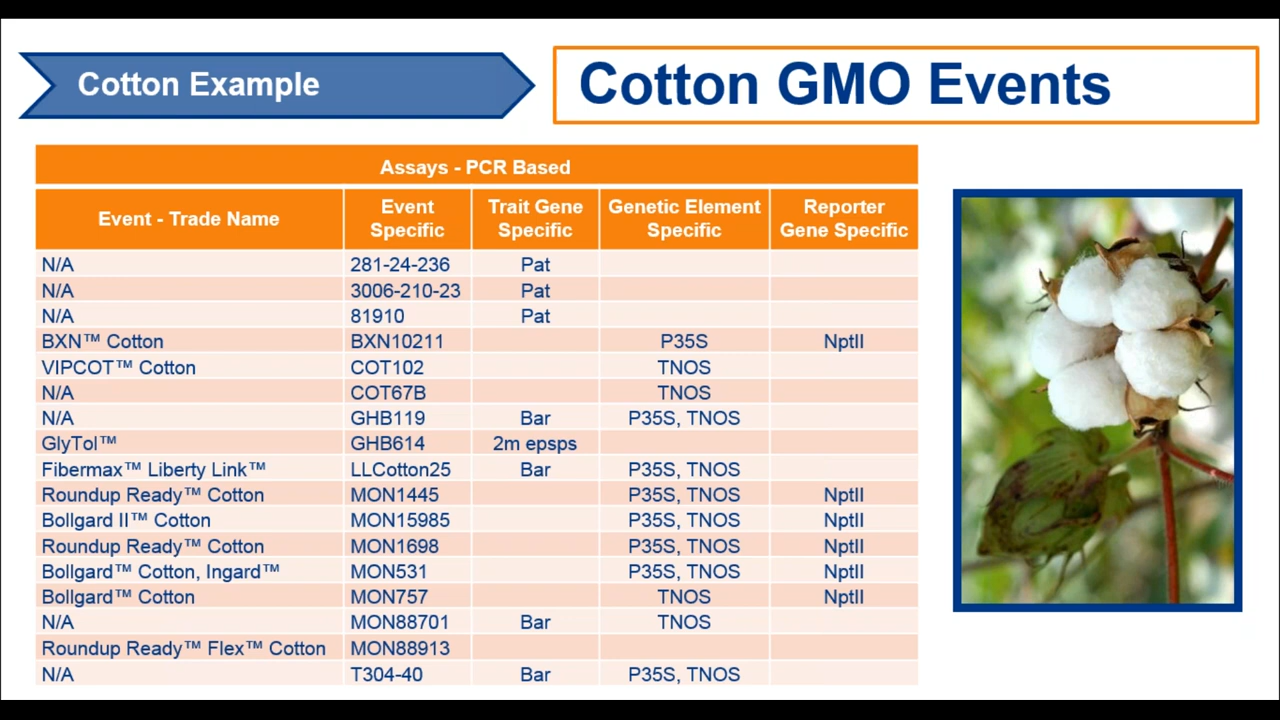 Cotton Example
Cotton GMO Events
Assays - PCR Based
Event - Trade Name Event Specific Trait Gene Specific Genetic Element Specific Reporter Gene Specific
N/A 281-24-236 Pat
N/A 3006-210-23 Pat
N/A 81910 Pat
BXN™ Cotton BXN10211 P35S NptII
VIPCOT™ Cotton COT102 TNOS
N/A COT67B TNOS
N/A GHB119 Bar P35S, TNOS
GlyTol™ GHB614 2m epsps
Fibermax™ Liberty Link™ LLCotton25 Bar P35S, TNOS
Roundup Ready™ Cotton MON1445 P35S, TNOS NptII
Bollgard II™ Cotton MON15985 P35S, TNOS NptII
Roundup Ready™ Cotton MON1698 P35S, TNOS NptII
Bollgard™ Cotton, Ingard™ MON531 P35S, TNOS NptII
Bollgard™ Cotton MON757 TNOS NptII
N/A MON88701 Bar TNOS
Roundup Ready™ Flex™ Cotton MON88913
N/A T304-40 Bar P35S, TNOS